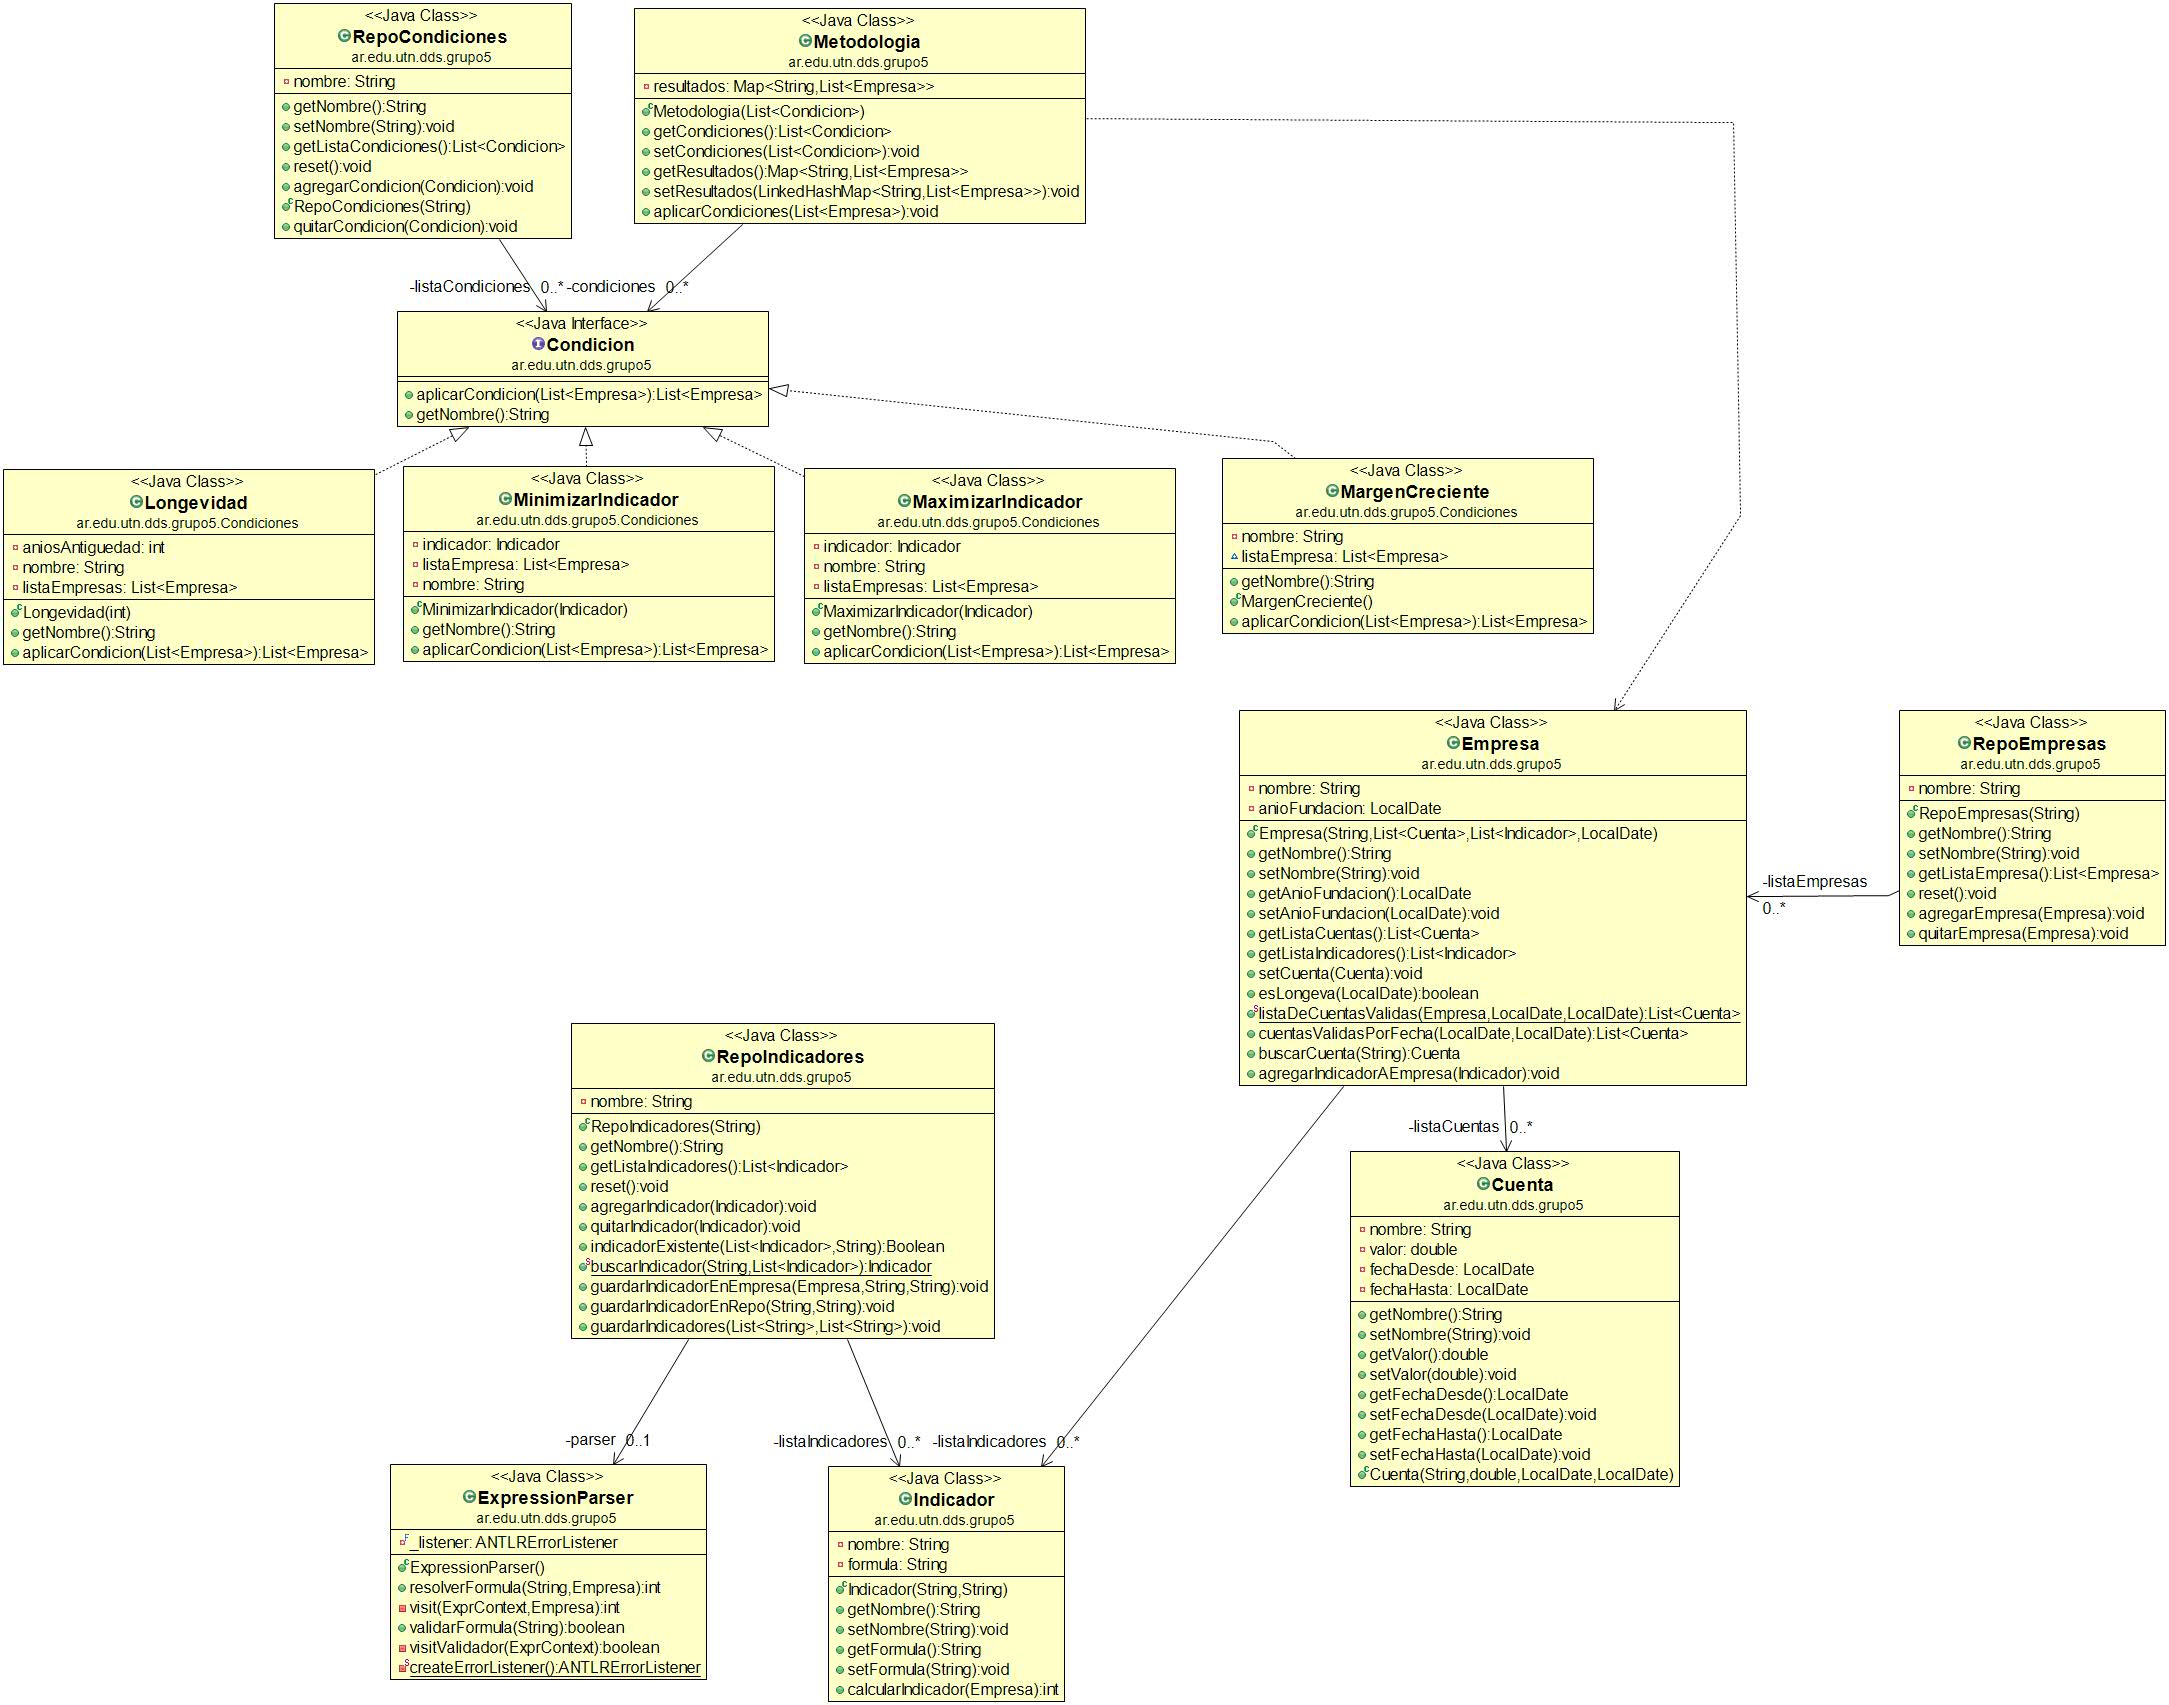 <<Java Class>>
RepoCondiciones
ar.edu.utn.dds.grupo5
nombre: String
getNombre():String
setNombre(String):void
getListaCondiciones():List<Condicion>
reset():void
agregarCondicion(Condicion):void
RepoCondiciones(String)
quitarCondicion(Condicion):void
<<Java Class>>
Metodologia
ar.edu.utn.dds.grupo5
resultados: Map<String,List<Empresa>>
Metodologia(List<Condicion>)
getCondiciones():List<Condicion>
setCondiciones(List<Condicion>):void
getResultados():Map<String,List<Empresa>>
setResultados(LinkedHashMap<String,List<Empresa>>):void
aplicarCondiciones(List<Empresa>):void
-listaCondiciones 0..*
-condiciones 0..*
<<Java Interface>>
Condicion
ar.edu.utn.dds.grupo5
aplicarCondicion(List<Empresa>):List<Empresa>
getNombre():String
<<Java Class>>
Longevidad
ar.edu.utn.dds.grupo5.Condiciones
aniosAntiguedad: int
nombre: String
listaEmpresas: List<Empresa>
Longevidad(int)
getNombre():String
aplicarCondicion(List<Empresa>):List<Empresa>
<<Java Class>>
MinimizarIndicador
ar.edu.utn.dds.grupo5.Condiciones
indicador: Indicador
listaEmpresa: List<Empresa>
nombre: String
MinimizarIndicador(Indicador)
getNombre():String
aplicarCondicion(List<Empresa>):List<Empresa>
<<Java Class>>
MaximizarIndicador
ar.edu.utn.dds.grupo5.Condiciones
indicador: Indicador
nombre: String
listaEmpresas: List<Empresa>
MaximizarIndicador(Indicador)
getNombre():String
aplicarCondicion(List<Empresa>):List<Empresa>
<<Java Class>>
MargenCreciente
ar.edu.utn.dds.grupo5.Condiciones
nombre: String
listaEmpresa: List<Empresa>
getNombre():String
MargenCreciente()
aplicarCondicion(List<Empresa>):List<Empresa>
<<Java Class>>
Empresa
ar.edu.utn.dds.grupo5
nombre: String
anioFundacion: LocalDate
Empresa(String,List<Cuenta>,List<Indicador>,LocalDate)
getNombre():String
setNombre(String):void
getAnioFundacion():LocalDate
setAnioFundacion(LocalDate):void
getListaCuentas():List<Cuenta>
getListaIndicadores():List<Indicador>
setCuenta(Cuenta):void
esLongeva(LocalDate):boolean
listaDeCuentasValidas(Empresa,LocalDate,LocalDate):List<Cuenta>
cuentasValidasPorFecha(LocalDate,LocalDate):List<Cuenta>
buscarCuenta(String):Cuenta
agregarIndicadorAEmpresa(Indicador):void
<<Java Class>>
RepoEmpresas
ar.edu.utn.dds.grupo5
nombre: String
RepoEmpresas(String)
getNombre():String
setNombre(String):void
getListaEmpresa():List<Empresa>
reset():void
agregarEmpresa(Empresa):void
quitarEmpresa(Empresa):void
-listaEmpresas
0..*
<<Java Class>>
RepoIndicadores
ar.edu.utn.dds.grupo5
nombre: String
RepoIndicadores(String)
getNombre():String
getListaIndicadores():List<Indicador>
reset():void
agregarIndicador(Indicador):void
quitarIndicador(Indicador):void
indicadorExistente(List<Indicador>,String):Boolean
buscarIndicador(String,List<Indicador>):Indicador
guardarIndicadorEnEmpresa(Empresa,String,String):void
guardarIndicadorEnRepo(String,String):void
guardarIndicadores(List<String>,List<String>):void
-listaCuentas 0..*
<<Java Class>>
Cuenta
ar.edu.utn.dds.grupo5
nombre: String
valor: double
fechaDesde: LocalDate
fechaHasta: LocalDate
getNombre():String
setNombre(String):void
getValor():double
setValor(double):void
getFechaDesde():LocalDate
setFechaDesde(LocalDate):void
getFechaHasta():LocalDate
setFechaHasta(LocalDate):void
Cuenta(String,double,LocalDate,LocalDate)
-parser 0..1
-listaIndicadores 0..*
-listaIndicadores 0..*
<<Java Class>>
ExpressionParser
ar.edu.utn.dds.grupo5
_listener: ANTLRErrorListener
ExpressionParser()
resolverFormula(String,Empresa):int
visit(ExprContext,Empresa):int
validarFormula(String):boolean
visitValidador(ExprContext):boolean
createErrorListener():ANTLRErrorListener
<<Java Class>>
Indicador
ar.edu.utn.dds.grupo5
nombre: String
formula: String
Indicador(String,String)
getNombre():String
setNombre(String):void
getFormula():String
setFormula(String):void
calcularIndicador(Empresa):int